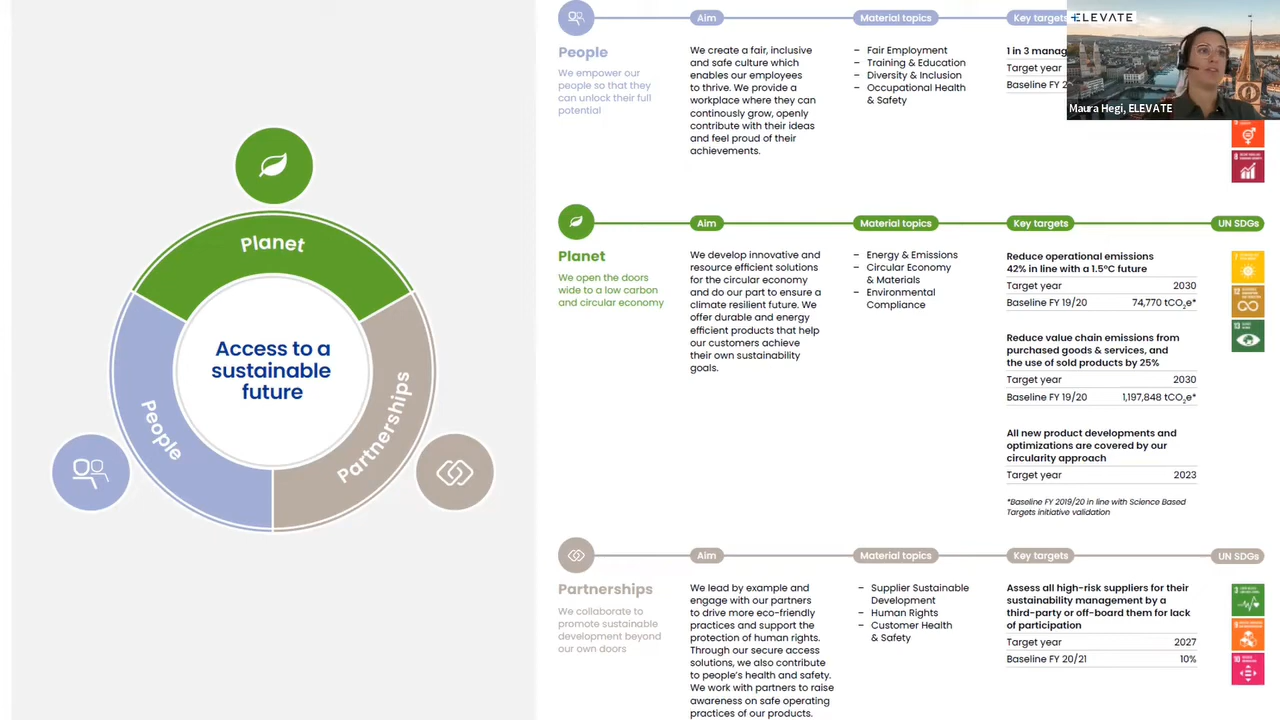 Planet
People
Partnerships
Access to a
sustainable
future
People
We empower our
people so that they
can unlock their full
potential
Aim
We create a fair, inclusive
and safe culture which
enables our employees
to thrive. We provide a
workplace where they can
continously grow, openly
contribute with their ideas
and feel proud of their
achievements.
Material topics
– Fair Employment
– Training & Education
– Diversity & Inclusion
– Occupational Health
& Safety
Key targets
1 in 3
Target year
Baseline FY
ELEVATE
Maura Hegi, ELEVATE
Planet
We open the doors
wide to a low carbon
and circular economy
Aim
We develop innovative and
resource efficient solutions
for the circular economy
and do our part to ensure a
climate resilient future. We
offer durable and energy
efficient products that help
our customers achieve
their own sustainability
goals.
Material topics
– Energy & Emissions
– Circular Economy
& Materials
– Environmental
Compliance
Key targets
Reduce operational emissions
42% in line with a 1.5°C future
Target year 2030
Baseline FY 19/20 74,770 tCO₂e*
Reduce value chain emissions from
purchased goods & services, and
the use of sold products by 25%
Target year 2030
Baseline FY 19/20 1,197,848 tCO₂e*
All new product developments and
optimizations are covered by our
circularity approach
Target year 2023
*Baseline FY 2019/20 in line with Science Based
Targets initiative validation
UN SDGs
Partnerships
We collaborate to
promote sustainable
development beyond
our own doors
Aim
We lead by example and
engage with our partners
to drive more eco-friendly
practices and support the
protection of human rights.
Through our secure access
solutions, we also contribute
to people's health and safety.
We work with partners to raise
awareness on safe operating
practices of our products.
Material topics
– Supplier Sustainable
Development
– Human Rights
– Customer Health
& Safety
Key targets
Assess all high-risk suppliers for their
sustainability management by a
third-party or off-board them for lack
of participation
Target year 2027
Baseline FY 20/21 10%
UN SDGs